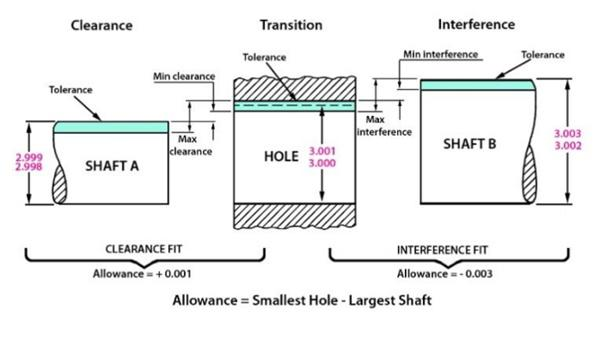 Clearance
Transition
Interference
Tolerance
Min clearance
Max
clearance
2.999
2.998
SHAFT A
Tolerance
HOLE
3.001
3.000
Max
interference
Min interference
Tolerance
SHAFT B
3.003
3.002
CLEARANCE FIT
Allowance = + 0.001
INTERFERENCE FIT
Allowance = - 0.003
Allowance = Smallest Hole - Largest Shaft